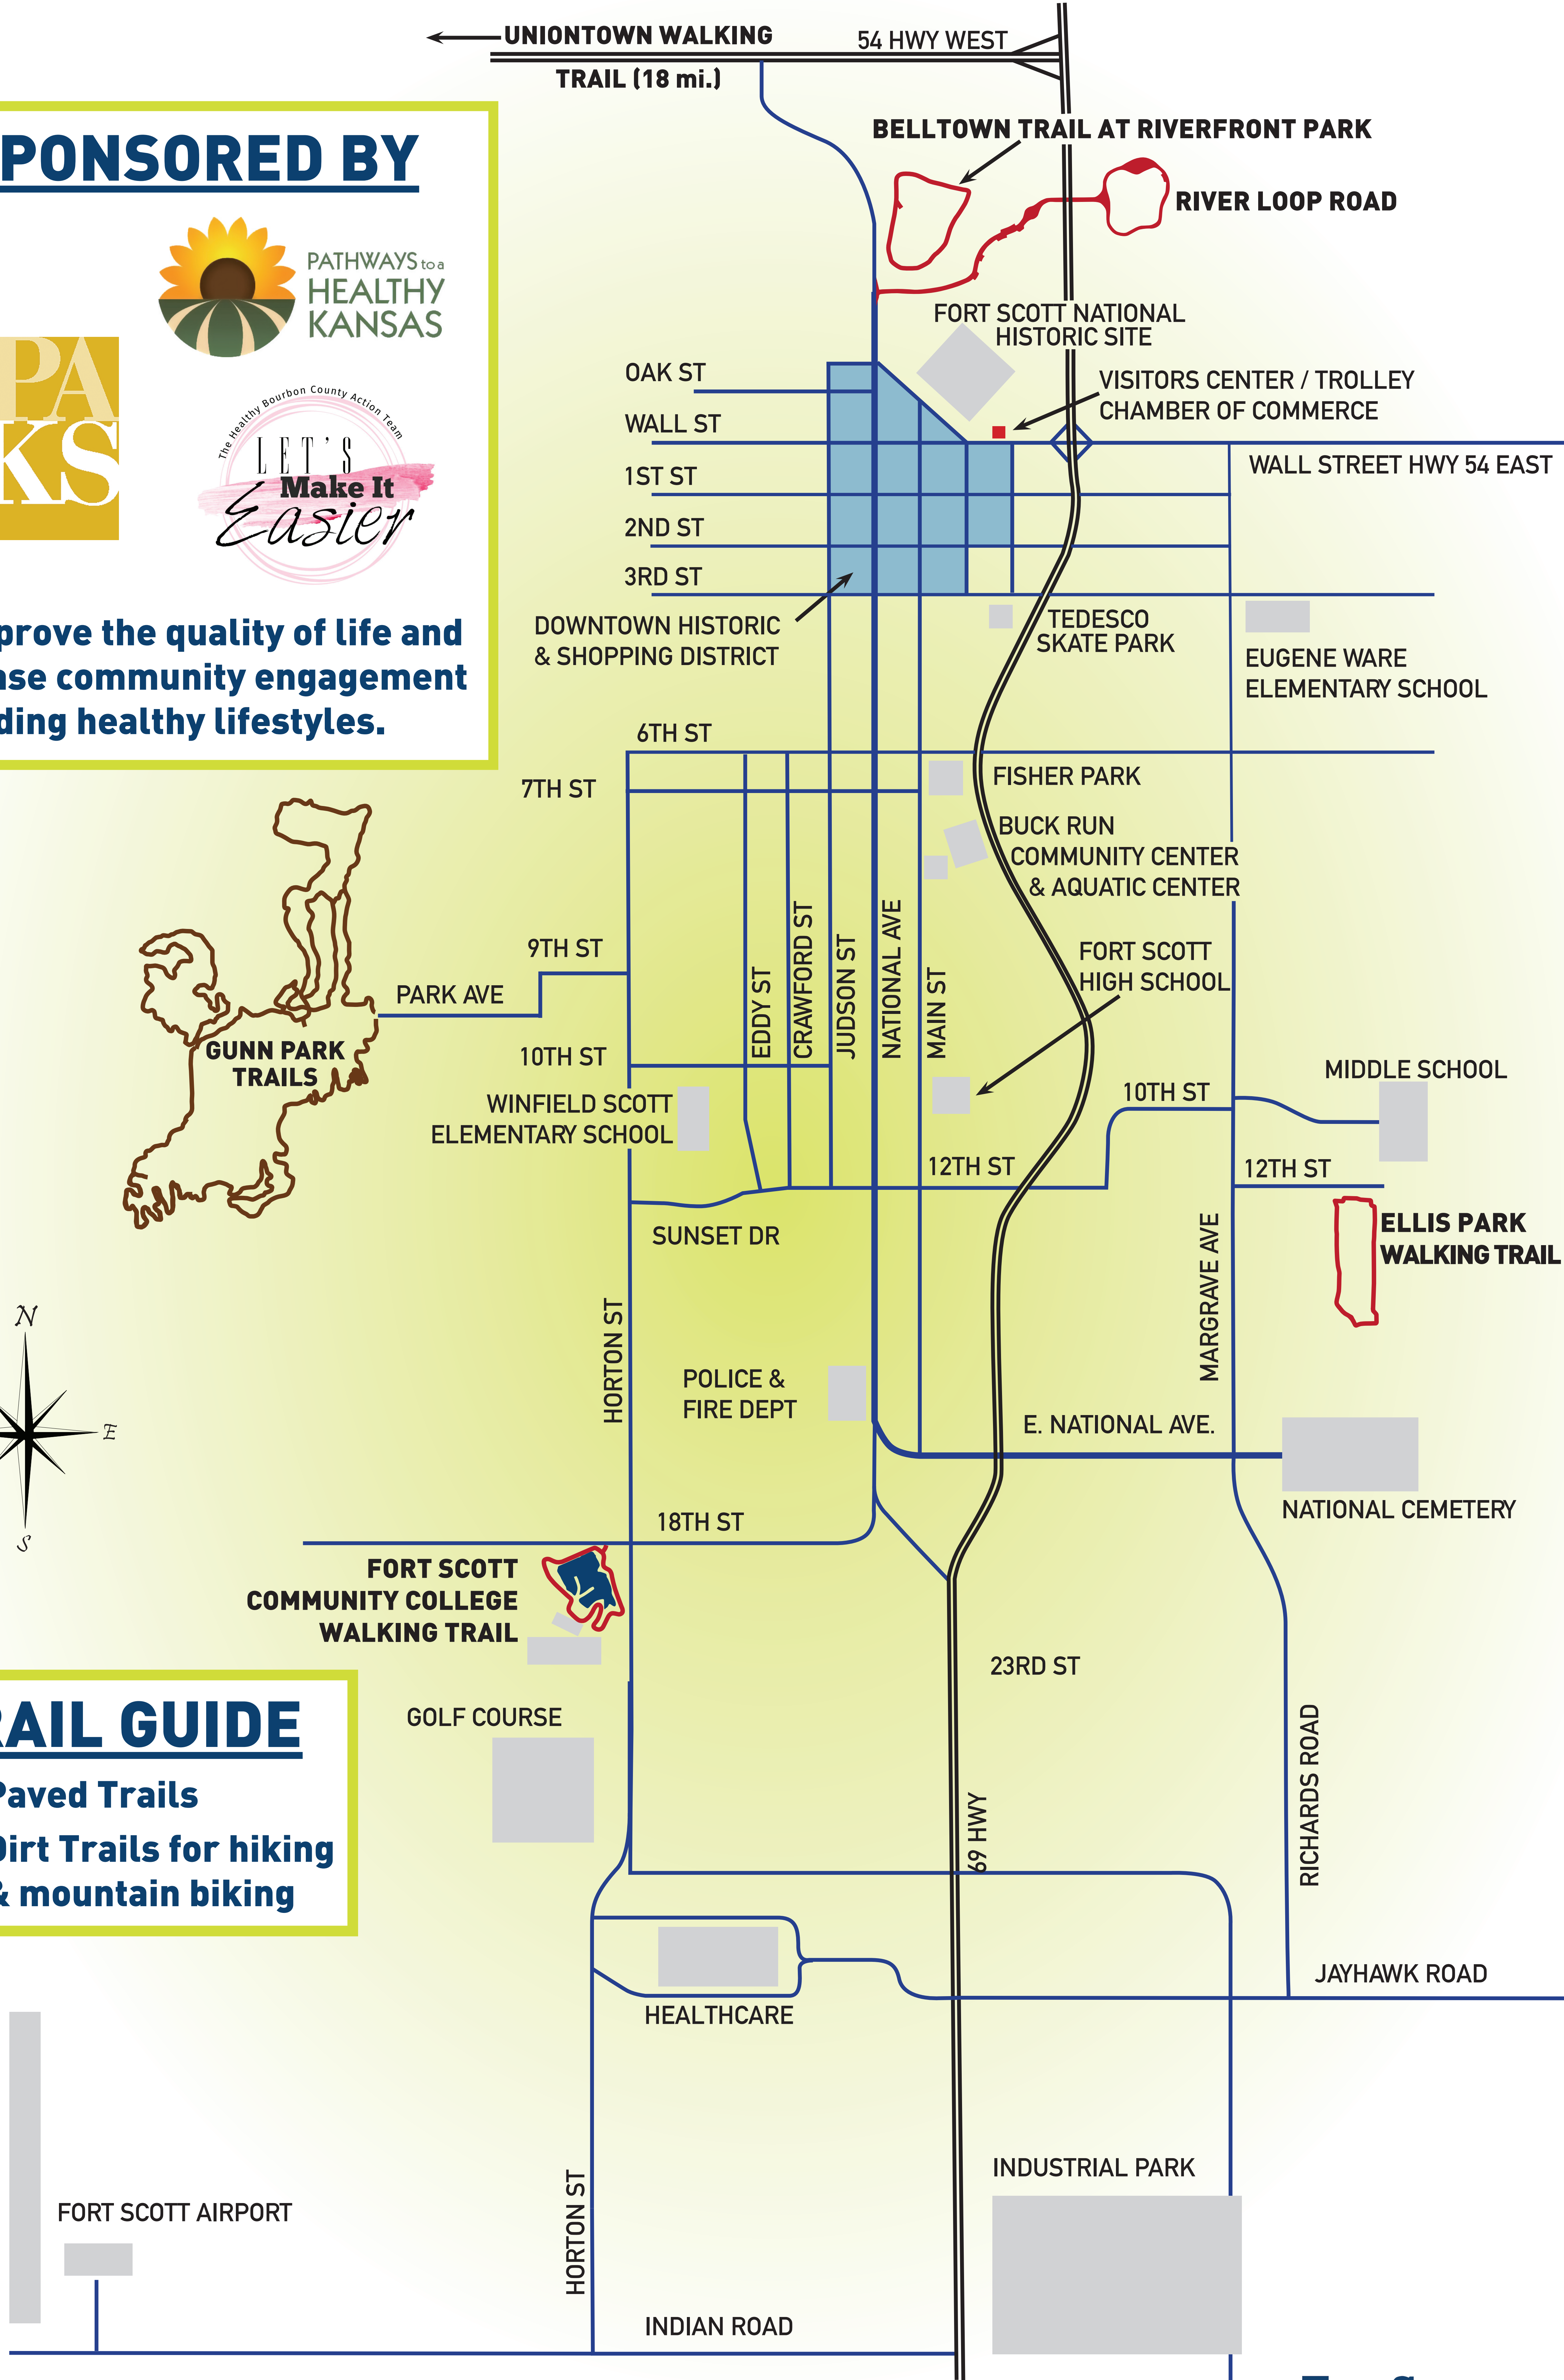 UNIONTOWN WALKING
TRAIL (18 mi.)
54 HWY WEST
BELLTOWN TRAIL AT RIVERFRONT PARK
RIVER LOOP ROAD
PONSORED BY
PATHWAYS to a
HEALTHY
KANSAS
PA
KS
The Healthy Bourbon County Action Team
LET'S
Make It
Easier
prove the quality of life and
ase community engagement
ding healthy lifestyles.
FORT SCOTT NATIONAL
HISTORIC SITE
OAK ST
VISITORS CENTER / TROLLEY
CHAMBER OF COMMERCE
WALL ST
WALL STREET HWY 54 EAST
1ST ST
2ND ST
3RD ST
DOWNTOWN HISTORIC
& SHOPPING DISTRICT
TEDESCO
SKATE PARK
EUGENE WARE
ELEMENTARY SCHOOL
6TH ST
7TH ST
FISHER PARK
BUCK RUN
COMMUNITY CENTER
& AQUATIC CENTER
9TH ST
PARK AVE
EDDY ST
CRAWFORD ST
JUDSON ST
NATIONAL AVE
MAIN ST
FORT SCOTT
HIGH SCHOOL
GUNN PARK
TRAILS
10TH ST
WINFIELD SCOTT
ELEMENTARY SCHOOL
10TH ST
MIDDLE SCHOOL
12TH ST
12TH ST
SUNSET DR
ELLIS PARK
WALKING TRAIL
MARGRAVE AVE
HORTON ST
N
E
S
POLICE &
FIRE DEPT
E. NATIONAL AVE.
NATIONAL CEMETERY
18TH ST
FORT SCOTT
COMMUNITY COLLEGE
WALKING TRAIL
23RD ST
RAIL GUIDE
Paved Trails
Dirt Trails for hiking
& mountain biking
GOLF COURSE
69 HWY
RICHARDS ROAD
JAYHAWK ROAD
HEALTHCARE
INDUSTRIAL PARK
FORT SCOTT AIRPORT
HORTON ST
INDIAN ROAD